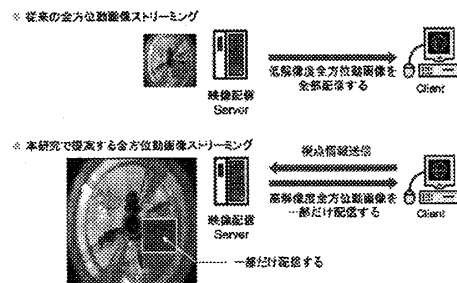 ※ 従来の全方位動画像ストリーミング
映像配信
Server
低解像度全方位動画像を
全部配信する
Client
※ 本研究で提案する全方位動画像ストリーミング
視点情報送信
映像配信
Server
高解像度全方位動画像を
一部だけ配信する
Client
一部だけ配信する